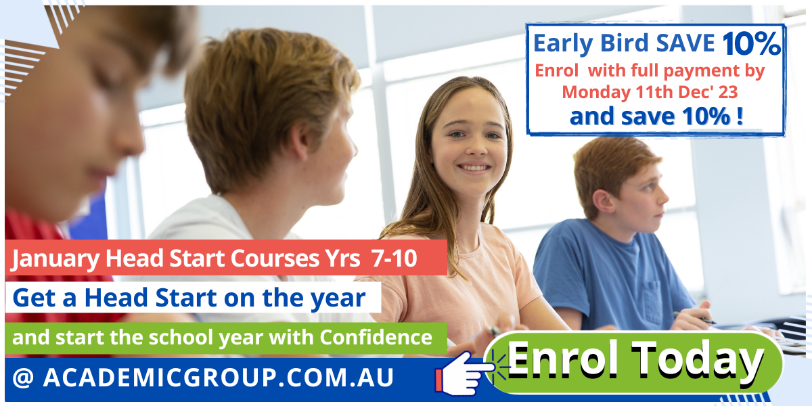 Early Bird SAVE 10%
Enrol with full payment by
Monday 11th Dec' 23
and save 10% !
January Head Start Courses Yrs 7-10
Get a Head Start on the year
and start the school year with Confidence
@ ACADEMICGROUP.COM.AU
Enrol Today